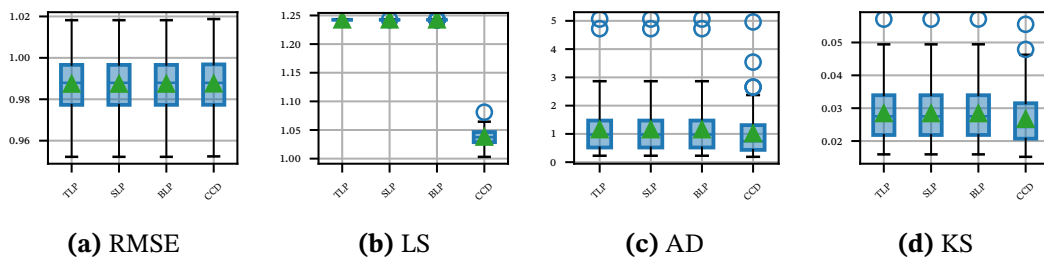 1.02
1.00
0.98
0.96
TLP
SLP
BLP
CCD
(a) RMSE
1.25
1.20
1.15
1.10
1.05
1.00
TLP
SLP
BLP
CCD
(b) LS
5
4
3
2
1
0
TLP
SLP
BLP
CCD
(c) AD
0.05
0.04
0.03
0.02
TLP
SLP
BLP
CCD
(d) KS